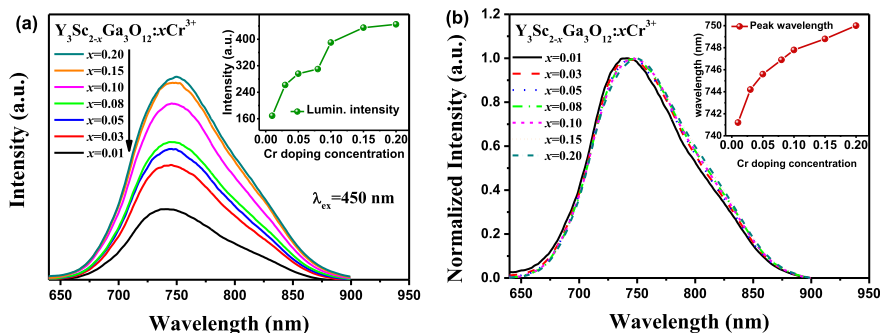 (a)
Y₃Sc₂₋ₓGa₃O₁₂:xCr³⁺
x=0.20
x=0.15
x=0.10
x=0.08
x=0.05
x=0.03
x=0.01
Intensity (a.u.)
Wavelength (nm)
650 700 750 800 850 900 950
λex=450 nm
Intensity (a.u.)
400
320
240
160
Lumin. intensity
0.00 0.05 0.10 0.15 0.20
Cr doping concentration
(b)
Y₃Sc₂₋ₓGa₃O₁₂:xCr³⁺
x=0.01
x=0.03
x=0.05
x=0.08
x=0.10
x=0.15
x=0.20
Normalized Intensity (a.u.)
1.0
0.8
0.6
0.4
0.2
0.0
650 700 750 800 850 900 950
Wavelength (nm)
wavelength (nm)
750
748
746
744
742
740
Peak wavelength
0.00 0.05 0.10 0.15 0.20
Cr doping concentration